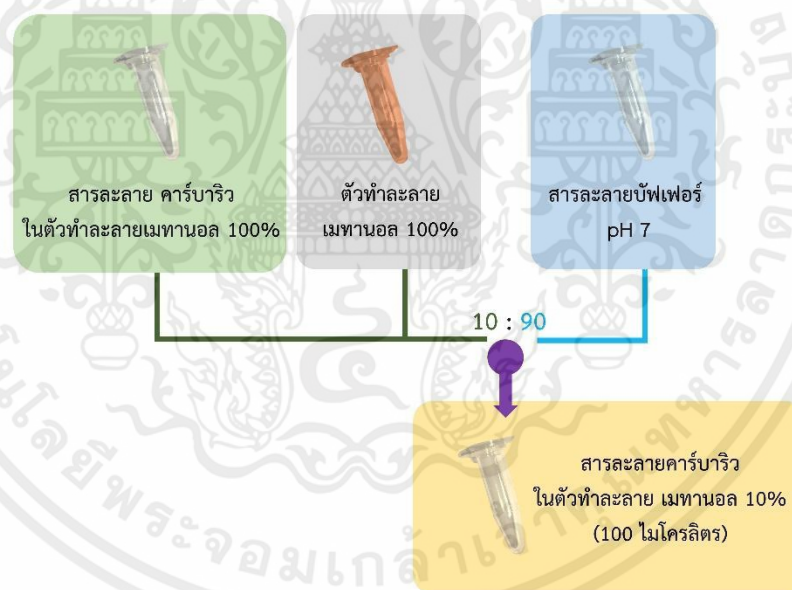 สารละลาย คาร์บาริว
ในตัวทำละลายเมทานอล 100%
ตัวทำละลาย
เมทานอล 100%
สารละลายบัฟเฟอร์
pH 7
10 : 90
สารละลายคาร์บาริว
ในตัวทำละลาย เมทานอล 10%
(100 ไมโครลิตร)